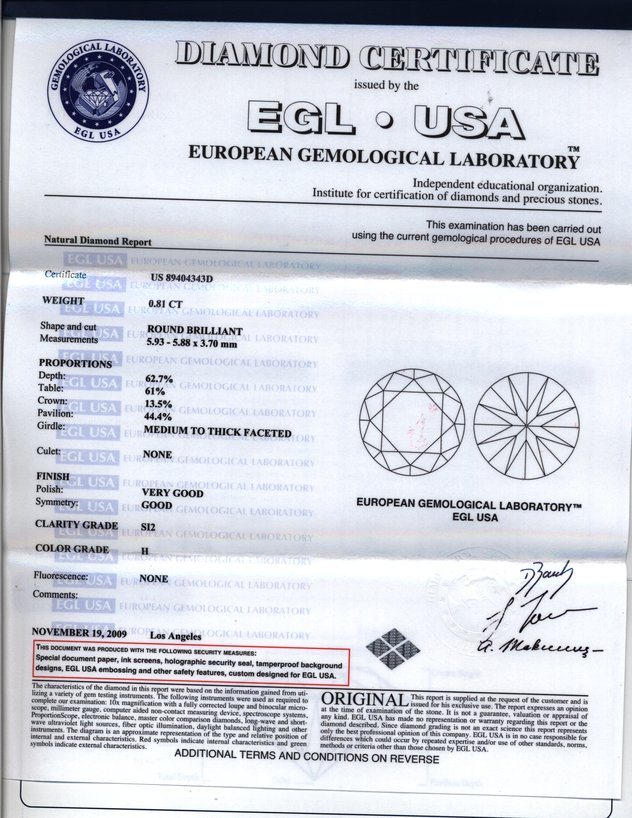 GEMOLOGICAL LABORATORY
EGL USA
DIAMOND CERTIFICATE
issued by the
EGL • USA
EUROPEAN GEMOLOGICAL LABORATORY™
Independent educational organization.
Institute for certification of diamonds and precious stones.
This examination has been carried out
using the current gemological procedures of EGL USA
Natural Diamond Report
Certificate US 89404343D
WEIGHT 0.81 CT
Shape and cut ROUND BRILLIANT
Measurements 5.93 - 5.88 x 3.70 mm
PROPORTIONS
Depth: 62.7%
Table: 61%
Crown: 13.5%
Pavilion: 44.4%
Girdle: MEDIUM TO THICK FACETED
Culet: NONE
FINISH
Polish: VERY GOOD
Symmetry: GOOD
CLARITY GRADE SI2
COLOR GRADE H
Fluorescence: NONE
Comments:
EUROPEAN GEMOLOGICAL LABORATORY™
EGL USA
NOVEMBER 19, 2009 Los Angeles
THIS DOCUMENT WAS PRODUCED WITH THE FOLLOWING SECURITY MEASURES:
Special document paper, ink screens, holographic security seal, tamperproof background
designs, EGL USA embossing and other safety features, custom designed for EGL USA.
The characteristics of the diamond in this report were based on the information gained from uti-
lizing a variety of gem testing instruments. The following instruments were used as required to
complete our examination: 10x magnification with a fully corrected loupe and binocular micro-
scope, millimeter gauge, computer aided non-contact measuring device, spectroscope systems,
ProportionScope, electronic balance, master color comparison diamonds, long-wave and short-
wave ultraviolet light sources, fiber optic illumination, daylight balanced lighting and other
instruments. The diagram is an approximate representation of the type and relative position of
internal and external characteristics. Red symbols indicate internal characteristics and green
symbols indicate external characteristics.
ORIGINAL This report is supplied at the request of the customer and is
issued for his exclusive use. The report expresses an opinion
at the time of examination of the stone. It is not a guarantee, valuation or appraisal of
any kind. EGL USA has made no representation or warranty regarding this report or the
diamond described. Since diamond grading is not an exact science this report represents
only the best professional opinion of this company. EGL USA is in no case responsible for
differences which could occur by repeated expertise and/or use of other standards, norms,
methods or criteria other than those chosen by EGL USA.
ADDITIONAL TERMS AND CONDITIONS ON REVERSE